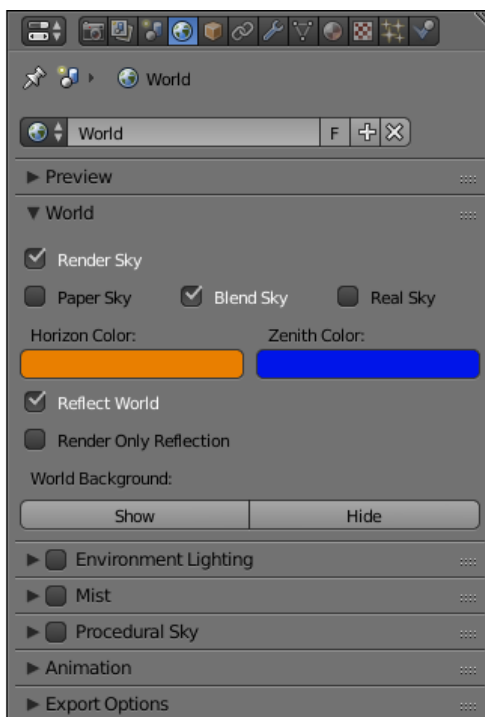 World
World F
Preview
World
Render Sky
Paper Sky Blend Sky Real Sky
Horizon Color: Zenith Color:
Reflect World
Render Only Reflection
World Background:
Show Hide
Environment Lighting
Mist
Procedural Sky
Animation
Export Options